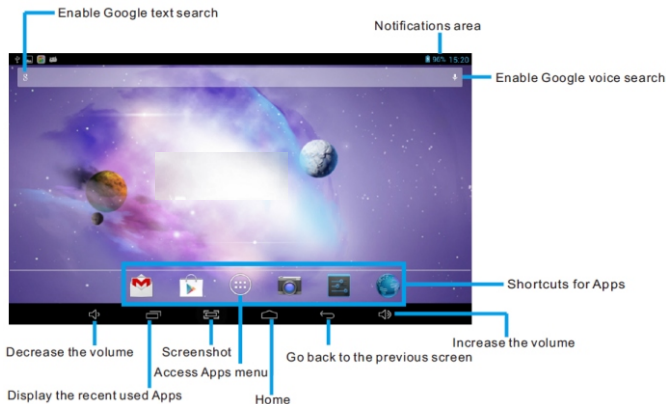 Enable Google text search
Notifications area
96% 15:20
Enable Google voice search
Shortcuts for Apps
Decrease the volume
Screenshot
Go back to the previous screen
Increase the volume
Access Apps menu
Display the recent used Apps
Home